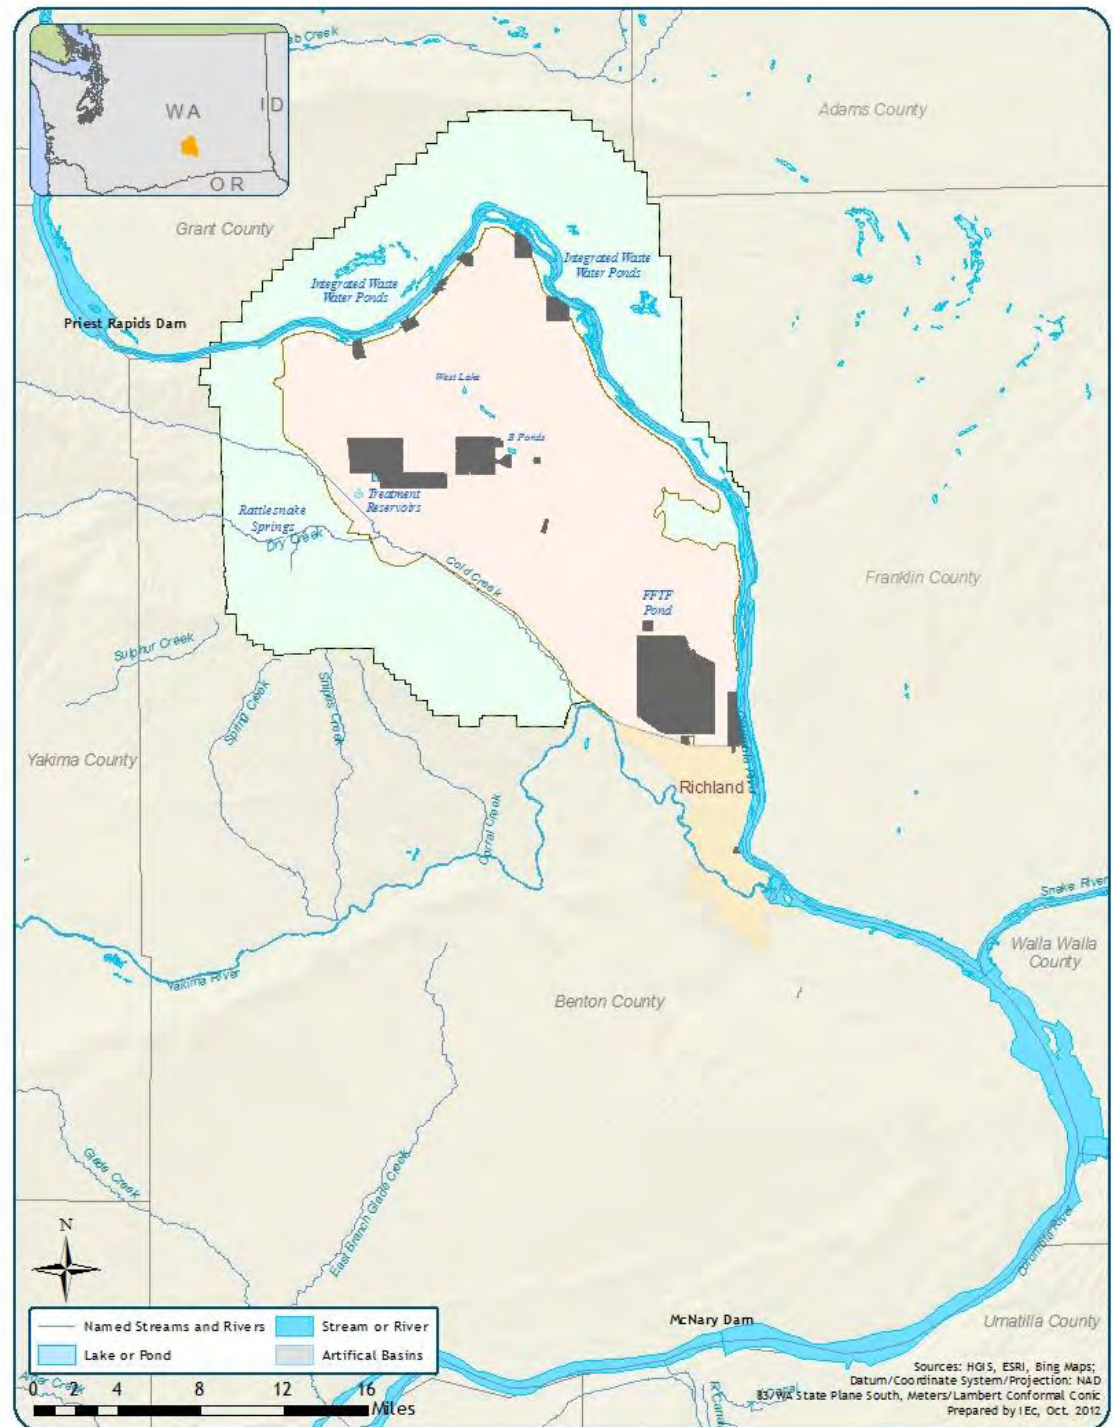 ab Creek
WA
ID
OR
Adams County
Grant County
Integrated Waste
Water Ponds
Integrated Waste
Water Ponds
Priest Rapids Dam
West Lake
B Ponds
Treatment
Reservoirs
Rattlesnake
Springs
Dry Creek
Cold Creek
Franklin County
FFTF
Pond
Sulphur Creek
Spring Creek
Snipes Creek
Corral Creek
Yakima County
Richland
Snake River
Walla Walla
County
Yakima River
Benton County
Glade Creek
East Branch Glade Creek
Columbia River
N
McNary Dam
Umatilla County
Named Streams and Rivers
Stream or River
Lake or Pond
Artifical Basins
0 2 4 8 12 16
Miles
Sources: HGIS, ESRI, Bing Maps;
Datum/Coordinate System/Projection: NAD
83/WA State Plane South, Meters/Lambert Conformal Conic
Prepared by IEc, Oct. 2012